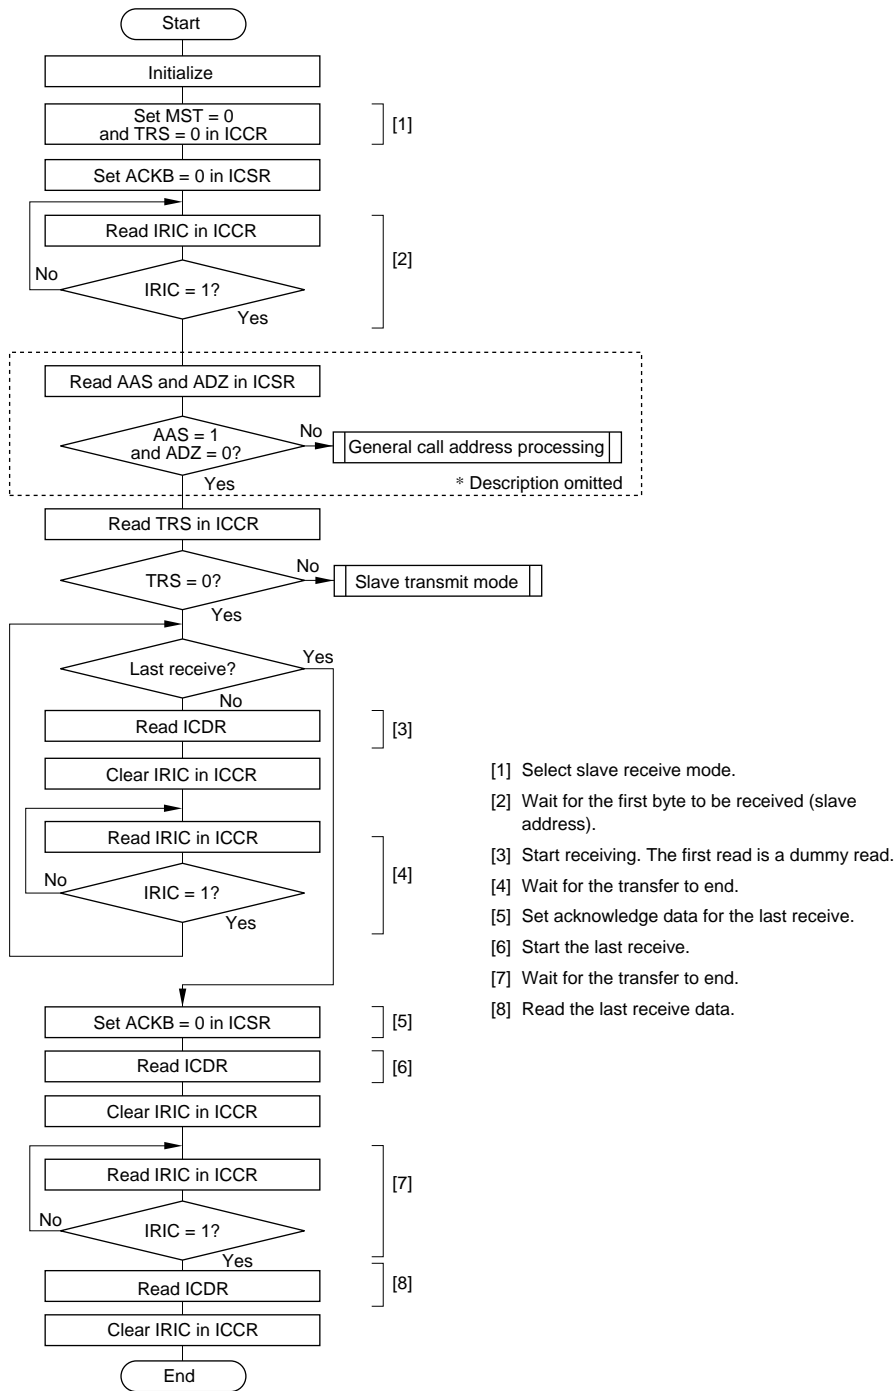 Start
Initialize
Set MST = 0
and TRS = 0 in ICCR
[1]
Set ACKB = 0 in ICSR
Read IRIC in ICCR
[2]
No
IRIC = 1?
Yes
Read AAS and ADZ in ICSR
AAS = 1
and ADZ = 0?
No
General call address processing
Yes
* Description omitted
Read TRS in ICCR
TRS = 0?
No
Slave transmit mode
Yes
Last receive?
Yes
No
Read ICDR
[3]
Clear IRIC in ICCR
Read IRIC in ICCR
[4]
No
IRIC = 1?
Yes
Set ACKB = 0 in ICSR
[5]
Read ICDR
[6]
Clear IRIC in ICCR
Read IRIC in ICCR
[7]
No
IRIC = 1?
Yes
Read ICDR
[8]
Clear IRIC in ICCR
End
[1] Select slave receive mode.
[2] Wait for the first byte to be received (slave
address).
[3] Start receiving. The first read is a dummy read.
[4] Wait for the transfer to end.
[5] Set acknowledge data for the last receive.
[6] Start the last receive.
[7] Wait for the transfer to end.
[8] Read the last receive data.